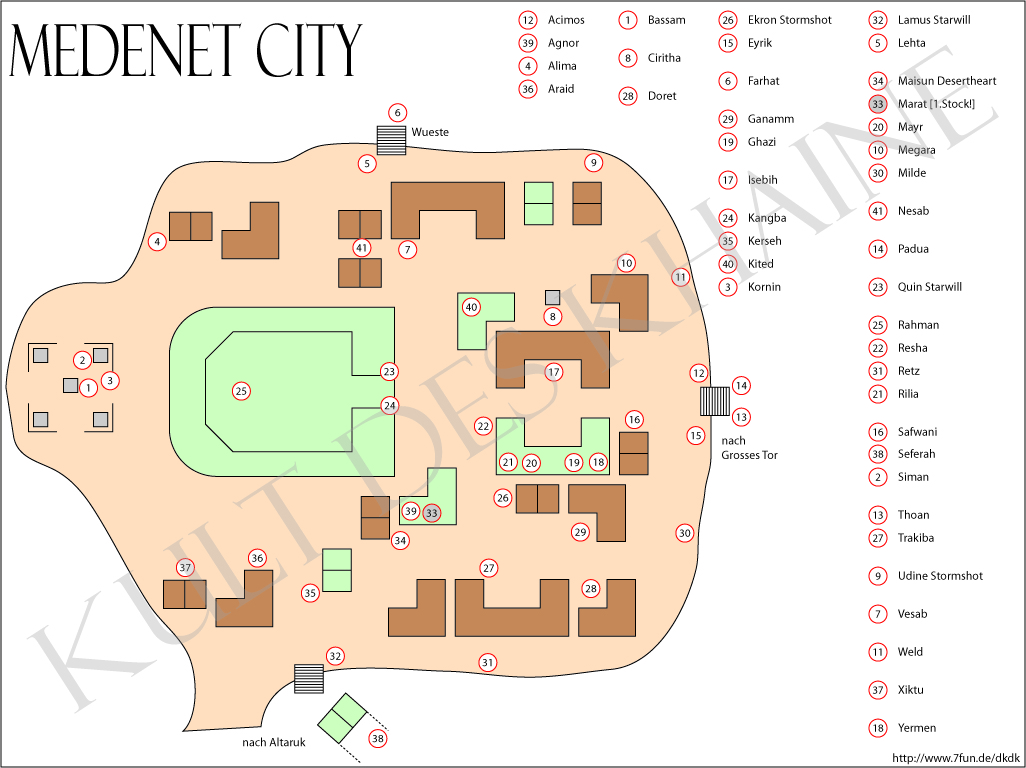 MEDENET CITY
12 Acimos
39 Agnor
4 Alima
36 Araid
1 Bassam
8 Ciritha
28 Doret
26 Ekron Stormshot
15 Eyrik
6 Farhat
29 Ganamm
19 Ghazi
17 Isebih
24 Kangba
35 Kerseh
40 Kited
3 Kornin
32 Lamus Starwill
5 Lehta
34 Maisun Desertheart
33 Marat [1.Stock!]
20 Mayr
10 Megara
30 Milde
41 Nesab
14 Padua
23 Quin Starwill
25 Rahman
22 Resha
31 Retz
21 Rilia
16 Safwani
38 Seferah
2 Siman
13 Thoan
27 Trakiba
9 Udine Stormshot
7 Vesab
11 Weld
37 Xiktu
18 Yermen
6
Wueste
5
9
4
41
7
10
11
40
8
2
3
1
25
23
24
17
12
14
13
15
nach
Grosses Tor
22
16
21
20
19
18
26
39
33
34
29
30
37
36
35
27
28
32
31
38
nach Altaruk
KULT DES KHAINE
http://www.7fun.de/dkdk